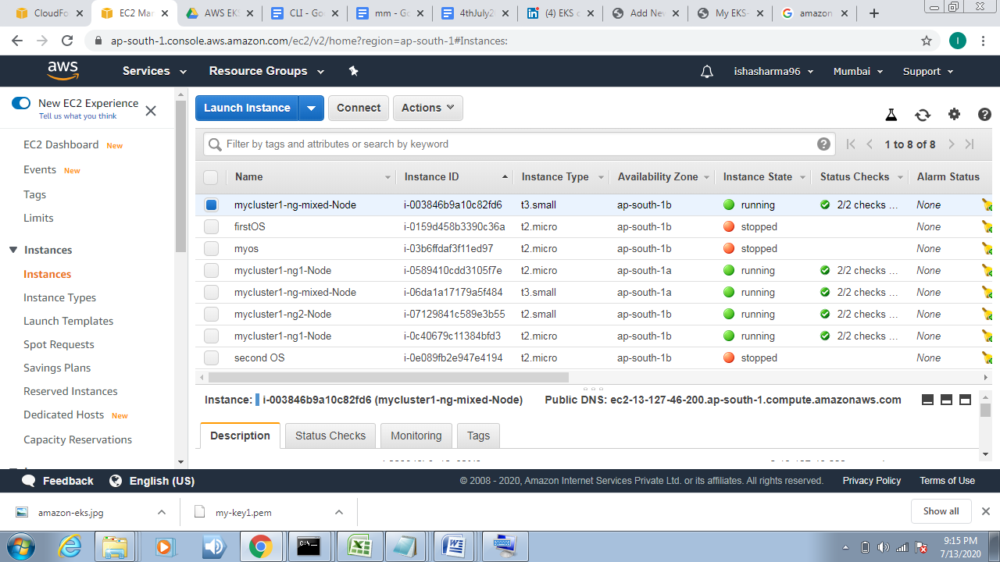 CloudFo
EC2 Mar
AWS EKS
CLI - Go
mm - Go
4thJuly2
(4) EKS c
Add New
My EKS-
amazon
ap-south-1.console.aws.amazon.com/ec2/v2/home?region=ap-south-1#Instances:
I
aws
Services
Resource Groups
ishasharma96
Mumbai
Support
New EC2 Experience
Tell us what you think
EC2 Dashboard New
Events New
Tags
Limits
Instances
Instances
Instance Types
Launch Templates
Spot Requests
Savings Plans
Reserved Instances
Dedicated Hosts New
Capacity Reservations
Launch Instance
Connect
Actions
Filter by tags and attributes or search by keyword
1 to 8 of 8
Name Instance ID Instance Type Availability Zone Instance State Status Checks Alarm Status
mycluster1-ng-mixed-Node i-003846b9a10c82fd6 t3.small ap-south-1b running 2/2 checks ... None
firstOS i-0159d458b3390c36a t2.micro ap-south-1b stopped None
myos i-03b6ffdaf3f11ed97 t2.micro ap-south-1b stopped None
mycluster1-ng1-Node i-0589410cdd3105f7e t2.micro ap-south-1a running 2/2 checks ... None
mycluster1-ng-mixed-Node i-06da1a17179a5f484 t3.small ap-south-1a running 2/2 checks ... None
mycluster1-ng2-Node i-07129841c589e3b55 t2.small ap-south-1b running 2/2 checks ... None
mycluster1-ng1-Node i-0c40679c11384bfd3 t2.micro ap-south-1b running 2/2 checks ... None
second OS i-0e089fb2e947e4194 t2.micro ap-south-1b stopped None
Instance: i-003846b9a10c82fd6 (mycluster1-ng-mixed-Node) Public DNS: ec2-13-127-46-200.ap-south-1.compute.amazonaws.com
Description
Status Checks
Monitoring
Tags
Feedback
English (US)
© 2008 - 2020, Amazon Internet Services Private Ltd. or its affiliates. All rights reserved.
Privacy Policy
Terms of Use
amazon-eks.jpg
my-key1.pem
Show all
9:15 PM
7/13/2020